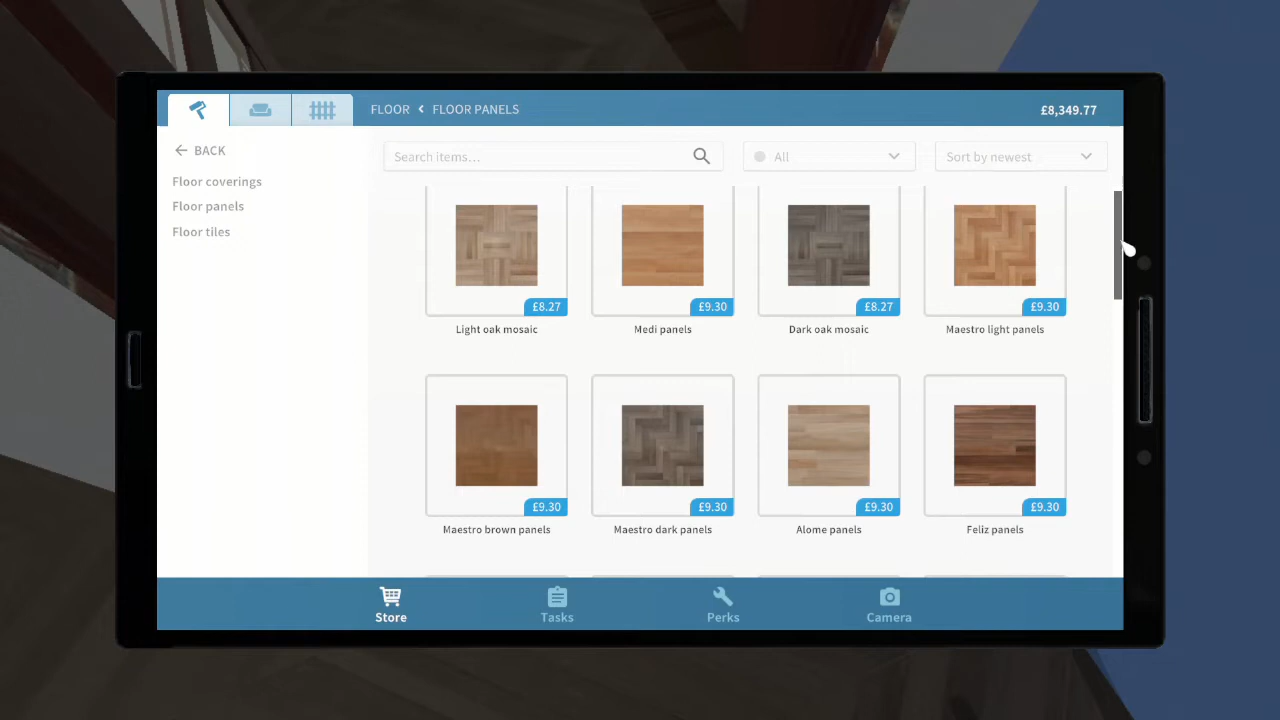 FLOOR < FLOOR PANELS
£8,349.77
BACK
Search items...
All
Sort by newest
Floor coverings
Floor panels
Floor tiles
£8.27
£9.30
£8.27
£9.30
Light oak mosaic
Medi panels
Dark oak mosaic
Maestro light panels
£9.30
£9.30
£9.30
£9.30
Maestro brown panels
Maestro dark panels
Alome panels
Feliz panels
Store
Tasks
Perks
Camera